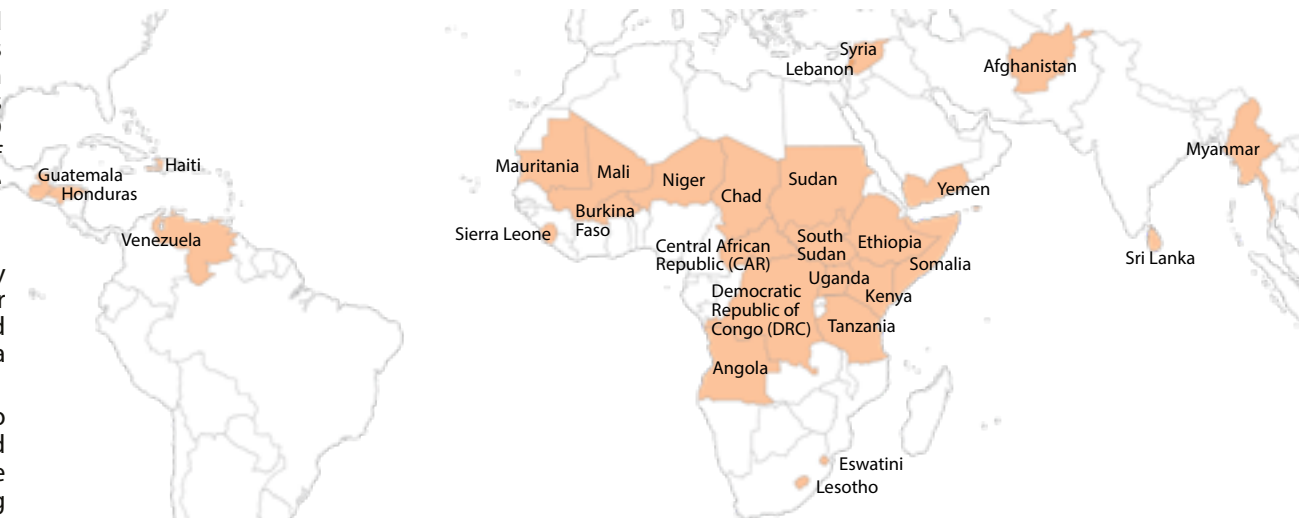 Syria
Lebanon
Afghanistan
Myanmar
Haiti
Guatemala
Honduras
Mauritania
Mali
Niger
Chad
Sudan
Yemen
Burkina
Faso
Sierra Leone
Venezuela
Central African
Republic (CAR)
South
Sudan
Ethiopia
Somalia
Sri Lanka
Uganda
Kenya
Democratic
Republic of
Congo (DRC)
Tanzania
Angola
Eswatini
Lesotho